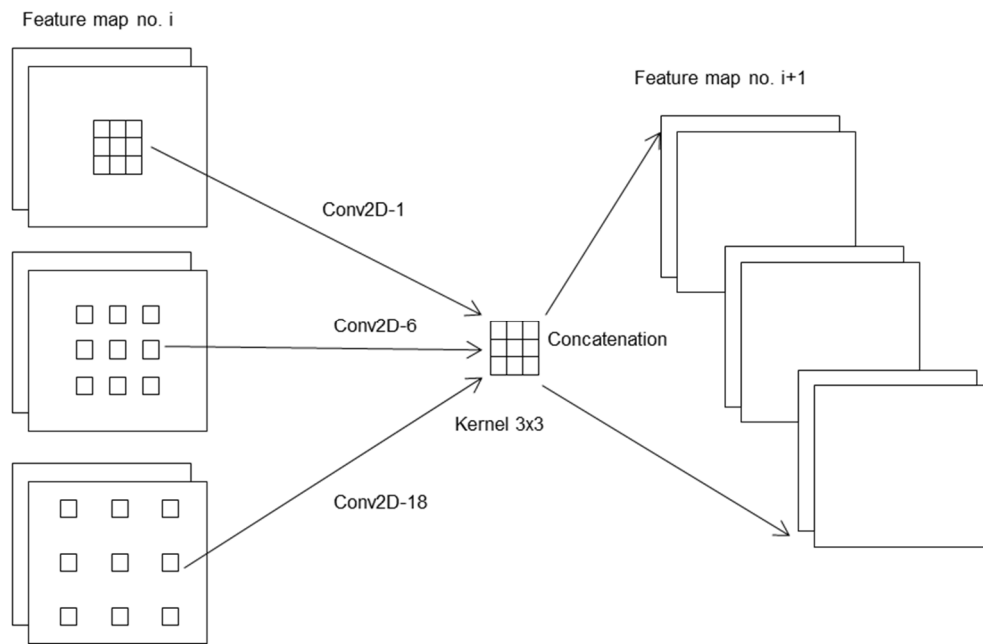 Feature map no. i
Feature map no. i+1
Conv2D-1
Conv2D-6
Concatenation
Kernel 3x3
Conv2D-18